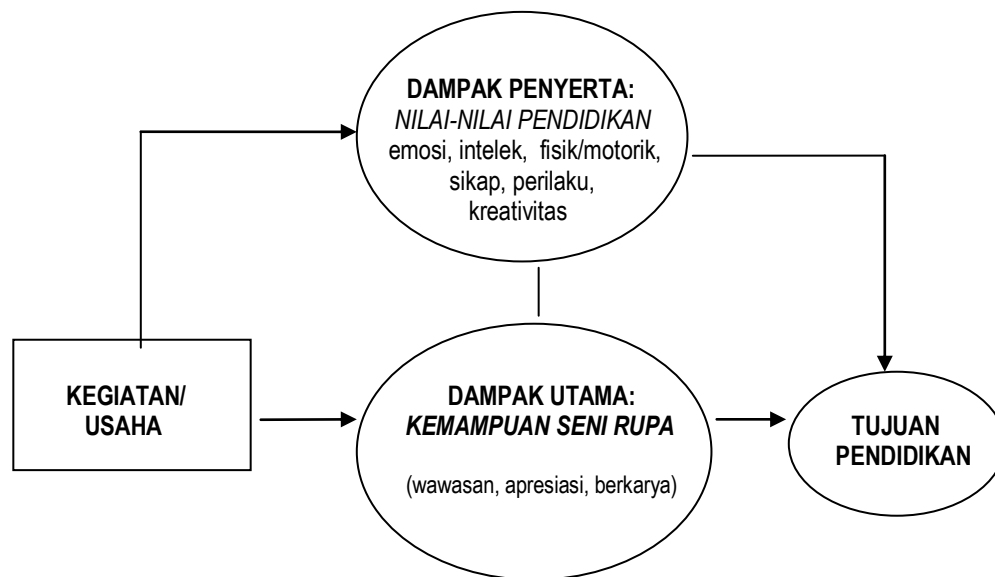 DAMPAK PENYERTA:
NILAI-NILAI PENDIDIKAN
emosi, intelek, fisik/motorik,
sikap, perilaku,
kreativitas
KEGIATAN/
USAHA
DAMPAK UTAMA:
KEMAMPUAN SENI RUPA
(wawasan, apresiasi, berkarya)
TUJUAN
PENDIDIKAN